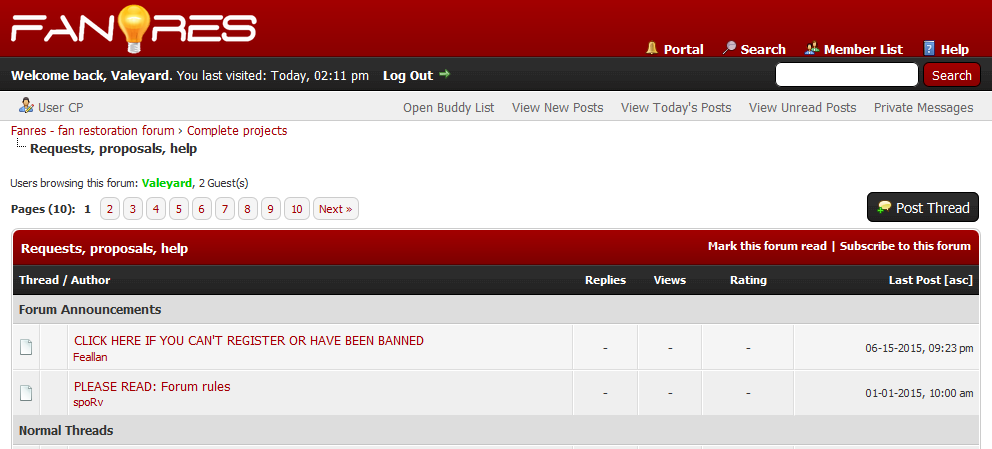 FANRES
Portal Search Member List Help
Welcome back, Valeyard. You last visited: Today, 02:11 pm Log Out Search
User CP Open Buddy List View New Posts View Today's Posts View Unread Posts Private Messages
Fanres - fan restoration forum › Complete projects
Requests, proposals, help
Users browsing this forum: Valeyard, 2 Guest(s)
Pages (10): 1 2 3 4 5 6 7 8 9 10 Next »
Post Thread
Requests, proposals, help Mark this forum read | Subscribe to this forum
Thread / Author Replies Views Rating Last Post [asc]
Forum Announcements
CLICK HERE IF YOU CAN'T REGISTER OR HAVE BEEN BANNED
Feallan - - - 06-15-2015, 09:23 pm
PLEASE READ: Forum rules
spoRv - - - 01-01-2015, 10:00 am
Normal Threads